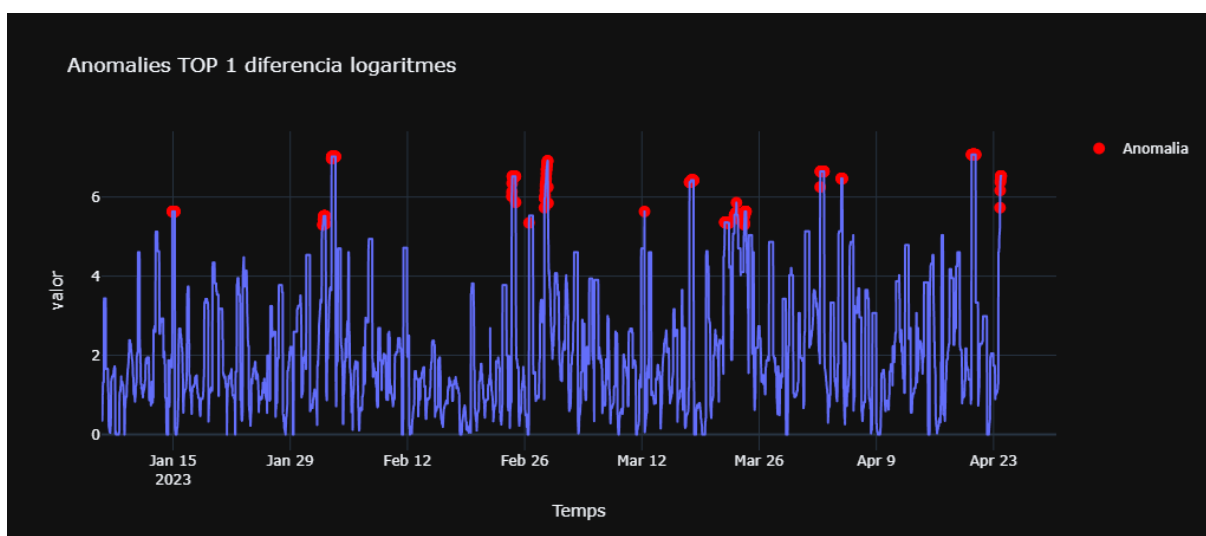 Anomalies TOP 1 diferencia logaritmes
Anomalia
valor
6
4
2
0
Jan 15
2023
Jan 29
Feb 12
Feb 26
Mar 12
Mar 26
Apr 9
Apr 23
Temps